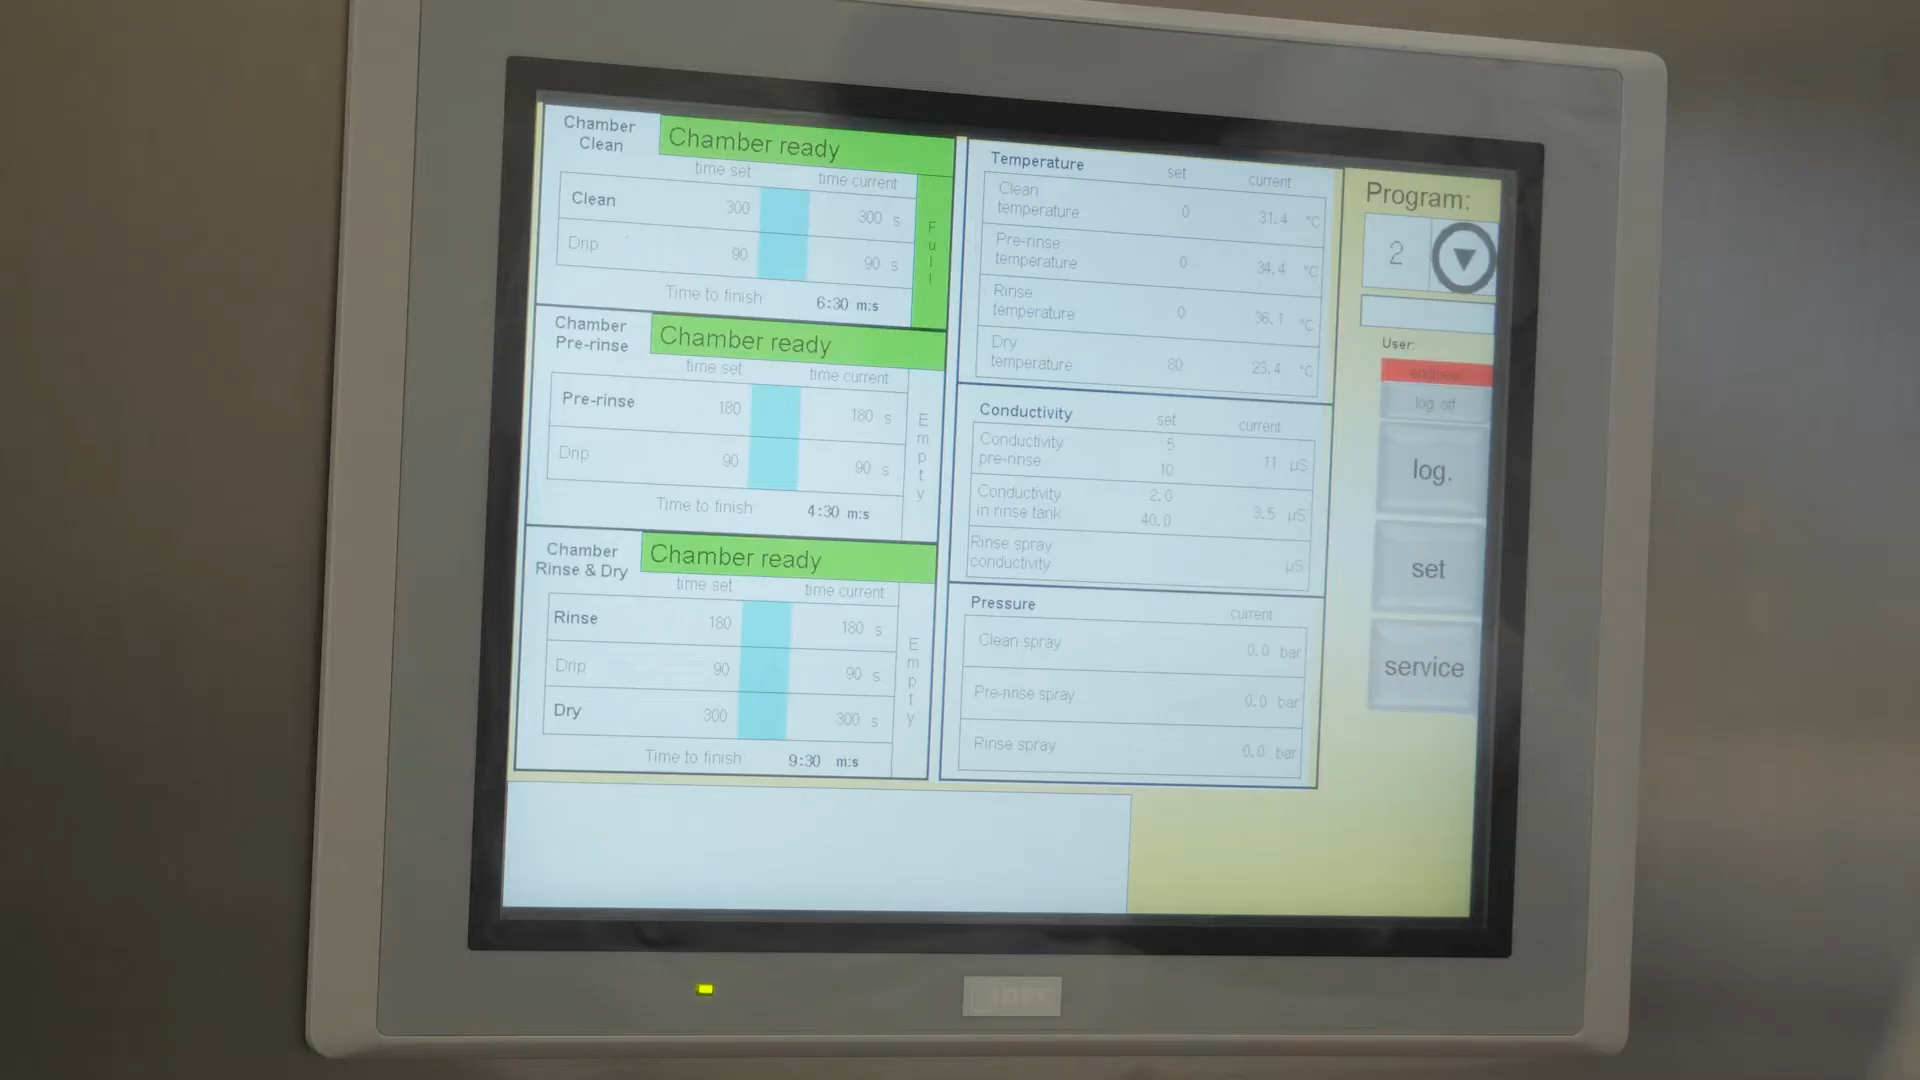 Chamber
Clean
Chamber ready
time set time current
Clean 300 300 s
Drip 90 90 s
Time to finish 6:30 m:s
Full
Chamber
Pre-rinse
Chamber ready
time set time current
Pre-rinse 180 180 s
Drip 90 90 s
Time to finish 4:30 m:s
Empty
Chamber
Rinse & Dry
Chamber ready
time set time current
Rinse 180 180 s
Drip 90 90 s
Dry 300 300 s
Time to finish 9:30 m:s
Empty
Temperature set current
Clean
temperature 0 31.4 °C
Pre-rinse
temperature 0 34.4 °C
Rinse
temperature 0 36.1 °C
Dry
temperature 80 23.4 °C
Conductivity set current
Conductivity 5
pre-rinse 10 11 µS
Conductivity 2.0
in rinse tank 40.0 3.5 µS
Rinse spray
conductivity µS
Pressure current
Clean spray 0.0 bar
Pre-rinse spray 0.0 bar
Rinse spray 0.0 bar
Program:
2
User:
engineer
log. off
log.
set
service
IDEC